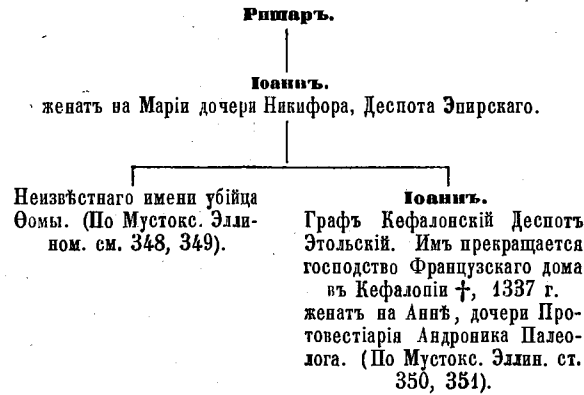 Ришаръ.
Іоаннъ.
женатъ на Маріи дочери Никифора, Деспота Эпирскаго.
Неизвѣстнаго имени убійца
Ѳомы. (По Мустокс. Элли-
ном. см. 348, 349).
Іоаннъ.
Графъ Кефалонскій Деспотъ
Этольскій. Имъ прекращается
господство Французскаго дома
въ Кефалоніи †, 1337 г.
женатъ на Аннѣ, дочери Про-
товестіарія Андроника Палео-
лога. (По Мустокс. Эллин. ст.
350, 351).